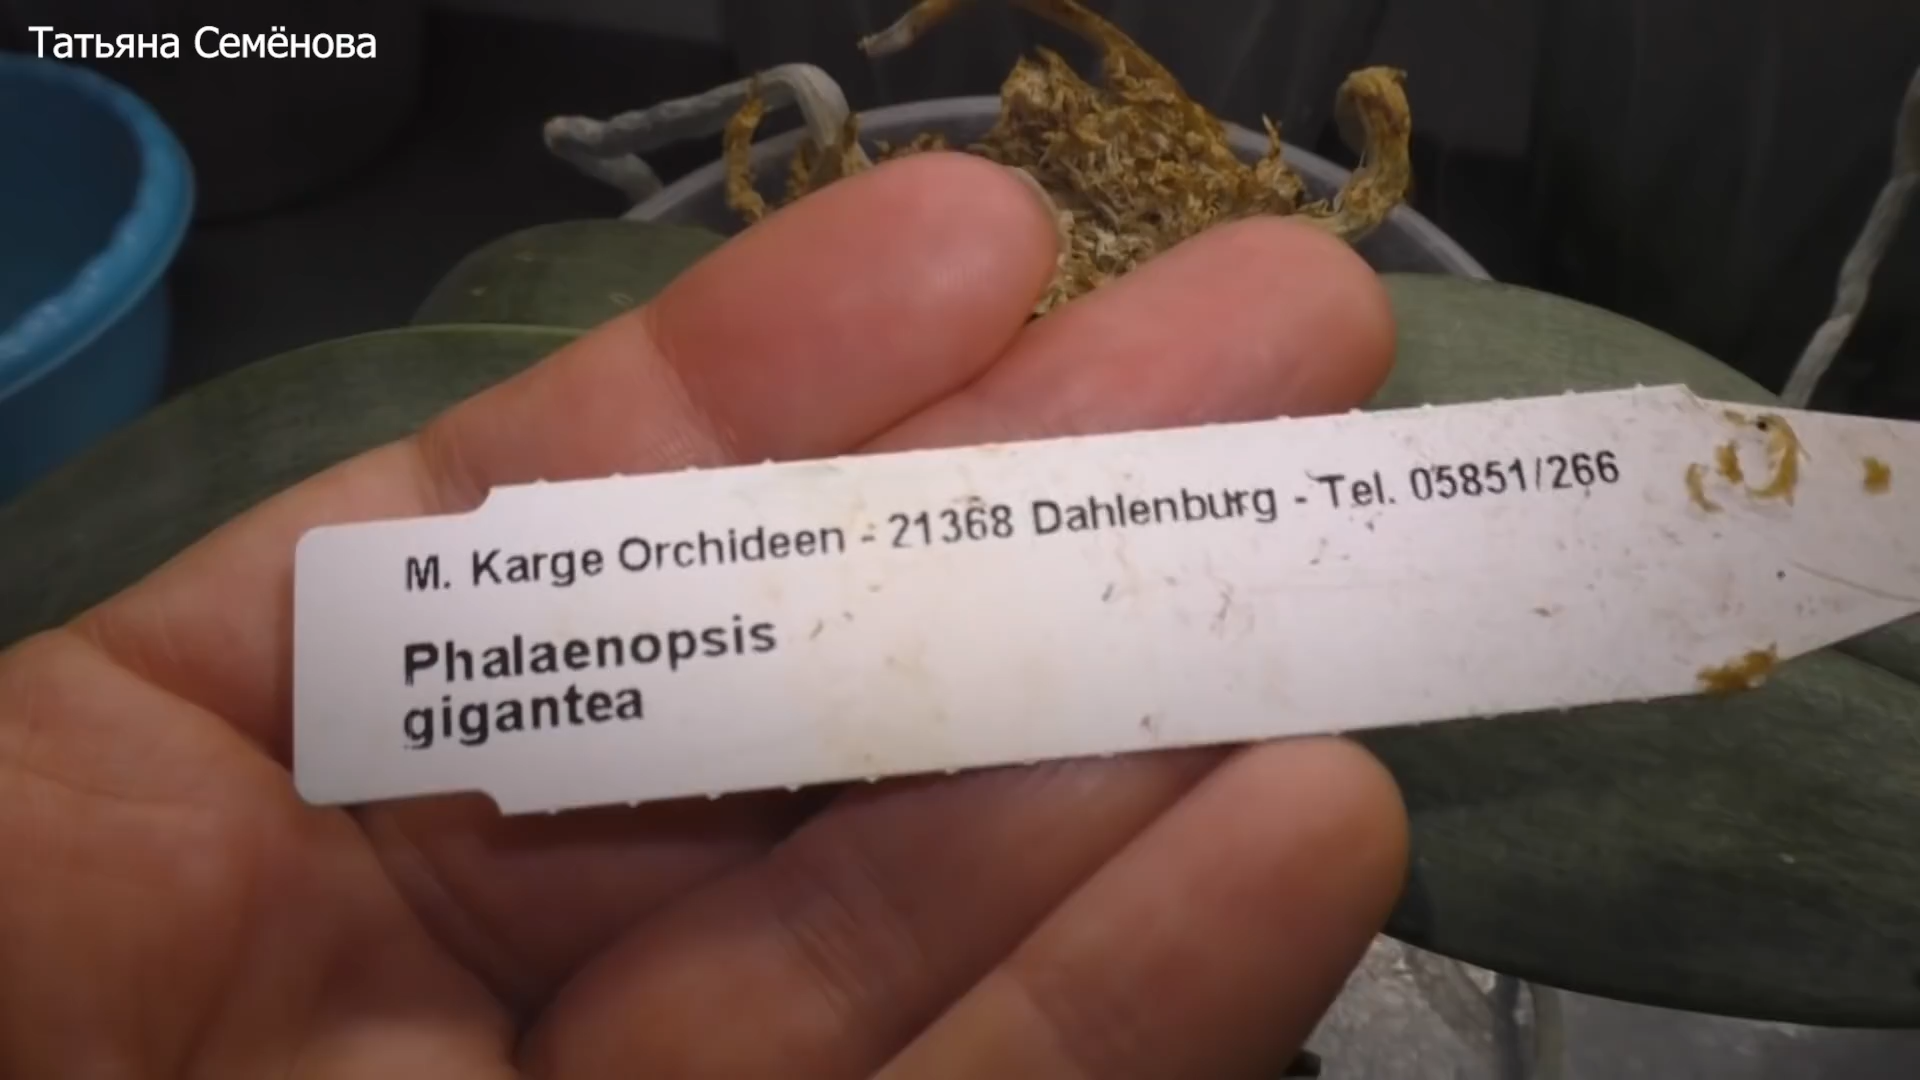 Татьяна Семёнова
M. Karge Orchideen - 21368 Dahlenburg - Tel. 05851/266
Phalaenopsis
gigantea